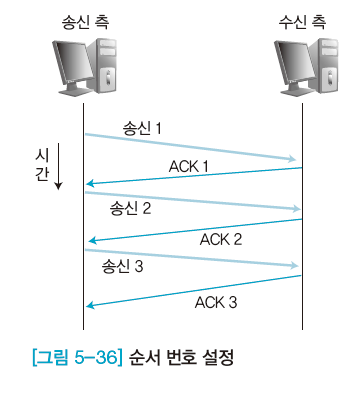 송신 측
수신 측
시간
송신 1
ACK 1
송신 2
ACK 2
송신 3
ACK 3
[그림 5-36] 순서 번호 설정